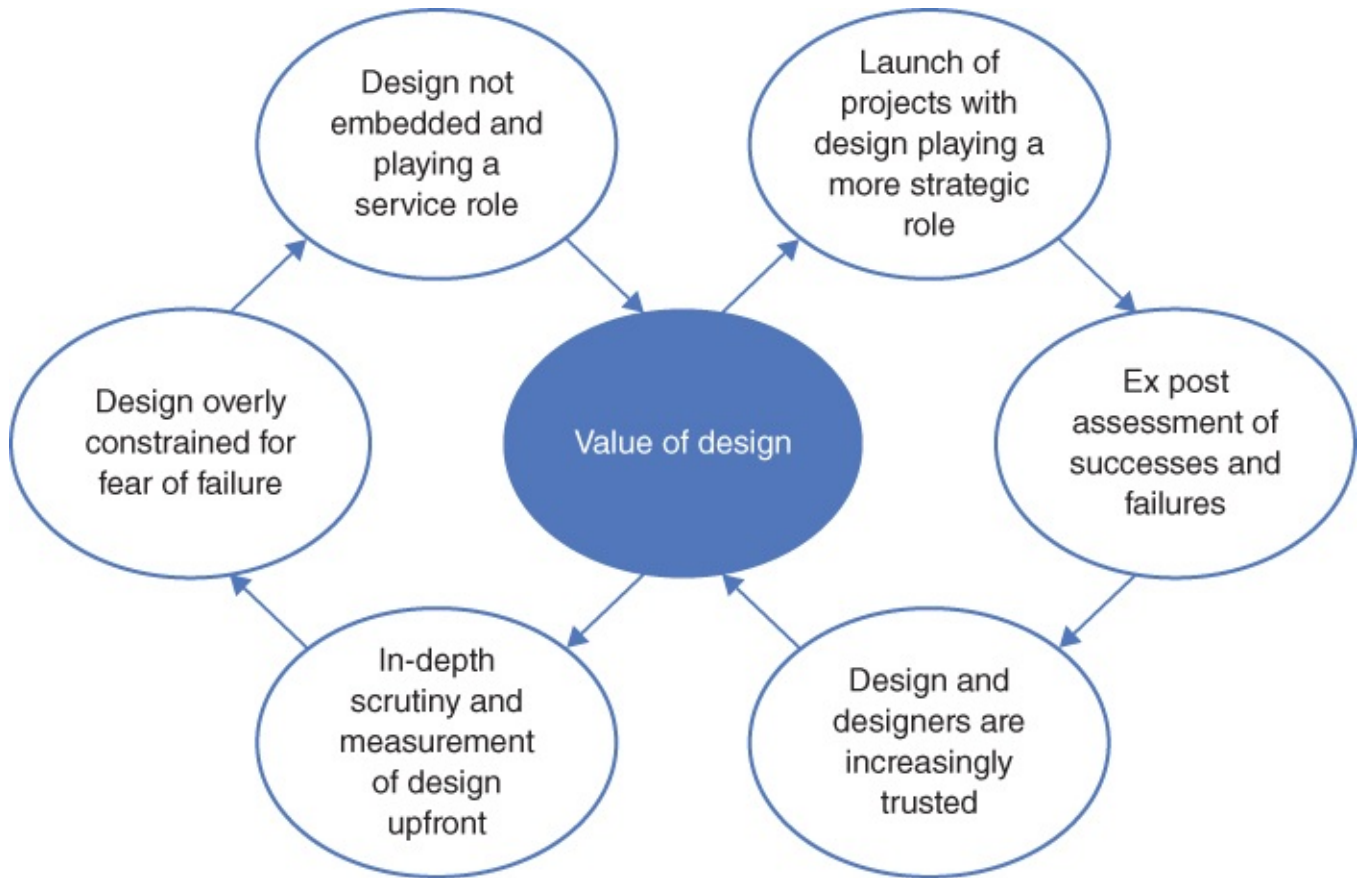 Design not
embedded and
playing a
service role
Launch of
projects with
design playing a
more strategic
role
Design overly
constrained for
fear of failure
Value of design
Ex post
assessment of
successes and
failures
In-depth
scrutiny and
measurement
of design
upfront
Design and
designers are
increasingly
trusted